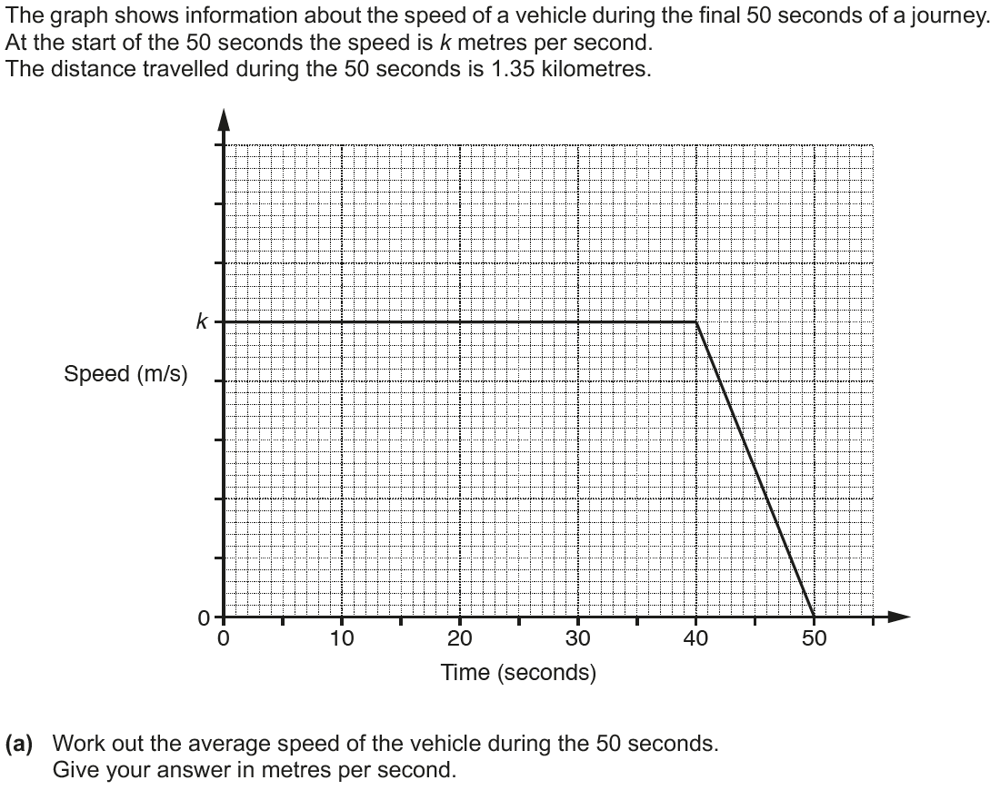 The graph shows information about the speed of a vehicle during the final 50 seconds of a journey.
At the start of the 50 seconds the speed is k metres per second.
The distance travelled during the 50 seconds is 1.35 kilometres.
k
Speed (m/s)
0
0 10 20 30 40 50
Time (seconds)
(a) Work out the average speed of the vehicle during the 50 seconds.
Give your answer in metres per second.